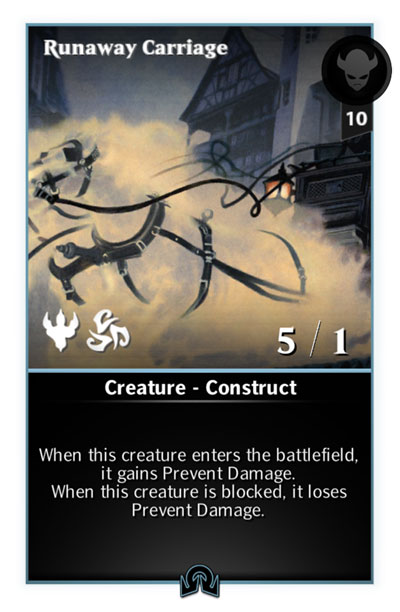 Runaway Carriage
10
5 / 1
Creature - Construct
When this creature enters the battlefield,
it gains Prevent Damage.
When this creature is blocked, it loses
Prevent Damage.